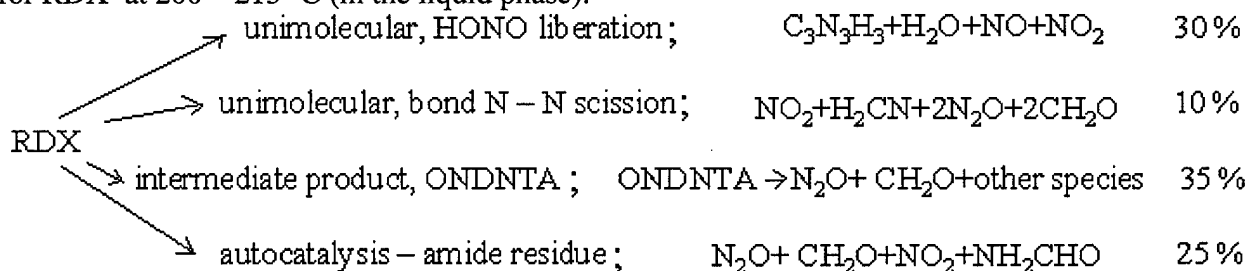 for RDX at 200 – 215 °C (in the liquid phase).
unimolecular, HONO liberation; C₃N₃H₃+H₂O+NO+NO₂ 30%
unimolecular, bond N – N scission; NO₂+H₂CN+2N₂O+2CH₂O 10%
RDX
intermediate product, ONDNTA; ONDNTA →N₂O+ CH₂O+other species 35%
autocatalysis – amide residue; N₂O+ CH₂O+NO₂+NH₂CHO 25%